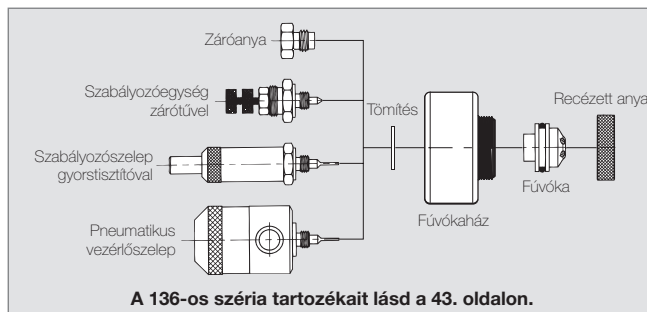 Záróanya
Szabályozóegység
zárótűvel
Tömítés
Recézett anya
Szabályozószelep
gyorstisztítóval
Fúvóka
Fúvókaház
Pneumatikus
vezérlőszelep
A 136-os széria tartozékait lásd a 43. oldalon.